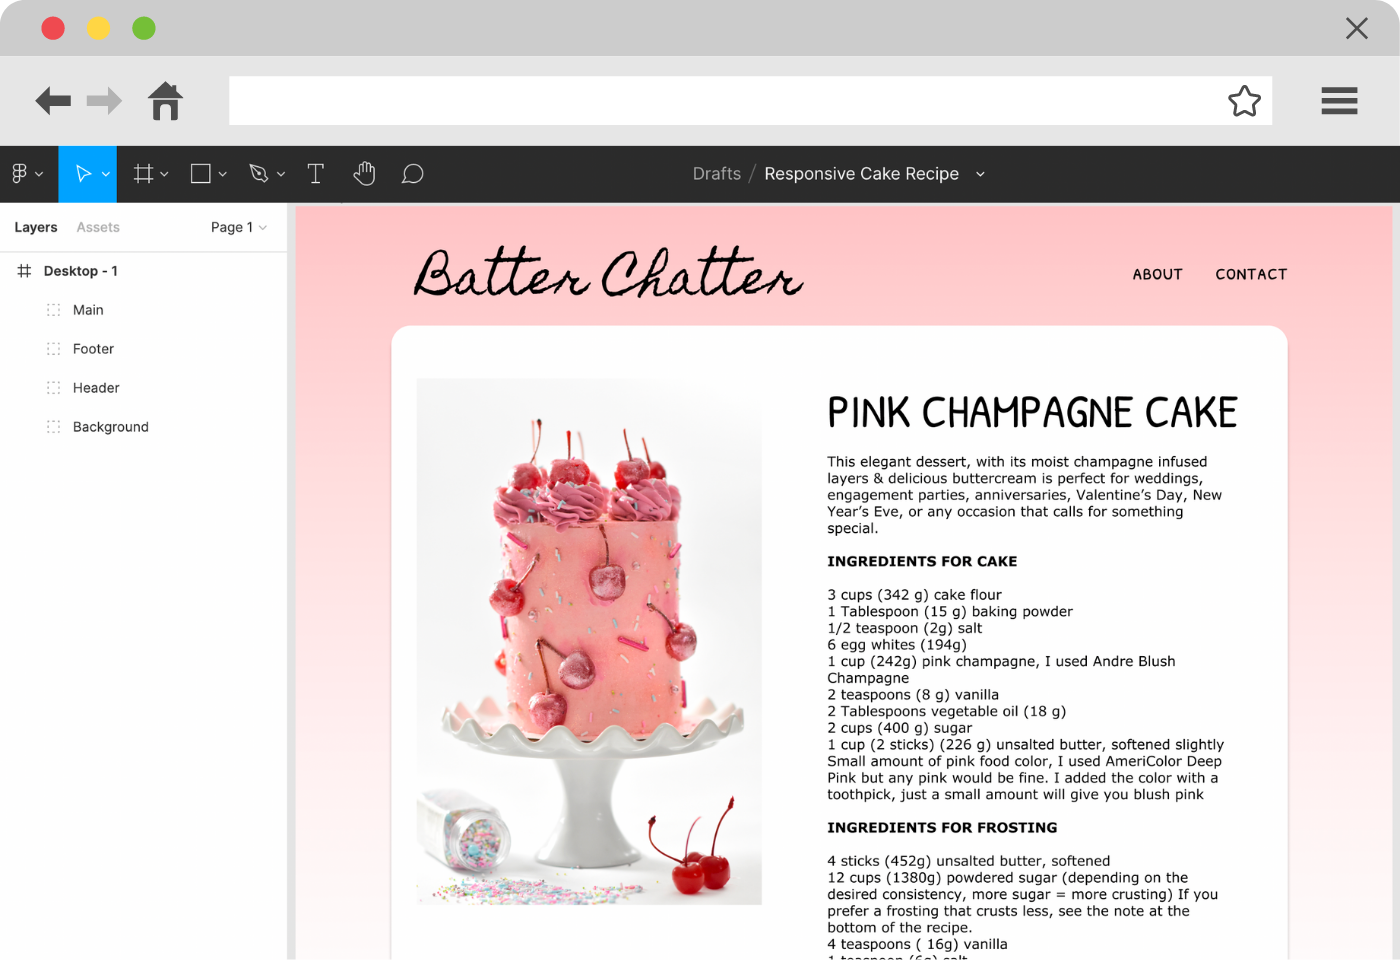 Drafts / Responsive Cake Recipe
Layers Assets Page 1
Desktop - 1
Main
Footer
Header
Background
Batter Chatter
ABOUT CONTACT
PINK CHAMPAGNE CAKE
This elegant dessert, with its moist champagne infused
layers & delicious buttercream is perfect for weddings,
engagement parties, anniversaries, Valentine’s Day, New
Year’s Eve, or any occasion that calls for something
special.
INGREDIENTS FOR CAKE
3 cups (342 g) cake flour
1 Tablespoon (15 g) baking powder
1/2 teaspoon (2g) salt
6 egg whites (194g)
1 cup (242g) pink champagne, I used Andre Blush
Champagne
2 teaspoons (8 g) vanilla
2 Tablespoons vegetable oil (18 g)
2 cups (400 g) sugar
1 cup (2 sticks) (226 g) unsalted butter, softened slightly
Small amount of pink food color, I used AmeriColor Deep
Pink but any pink would be fine. I added the color with a
toothpick, just a small amount will give you blush pink
INGREDIENTS FOR FROSTING
4 sticks (452g) unsalted butter, softened
12 cups (1380g) powdered sugar (depending on the
desired consistency, more sugar = more crusting) If you
prefer a frosting that crusts less, see the note at the
bottom of the recipe.
4 teaspoons ( 16g) vanilla
1 teaspoon (6g) salt